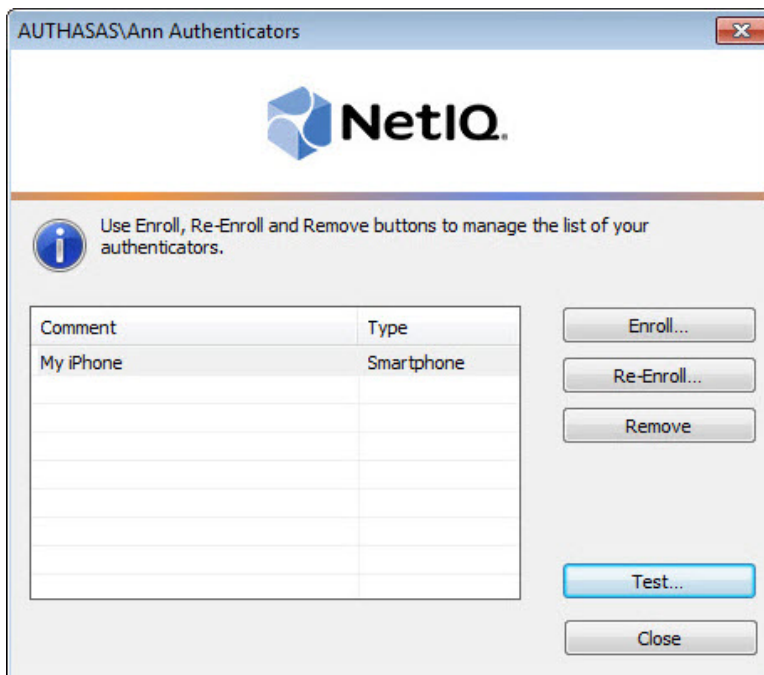 AUTHASAS\Ann Authenticators
NetIQ.
Use Enroll, Re-Enroll and Remove buttons to manage the list of your
authenticators.
Comment Type
My iPhone Smartphone
Enroll...
Re-Enroll...
Remove
Test...
Close